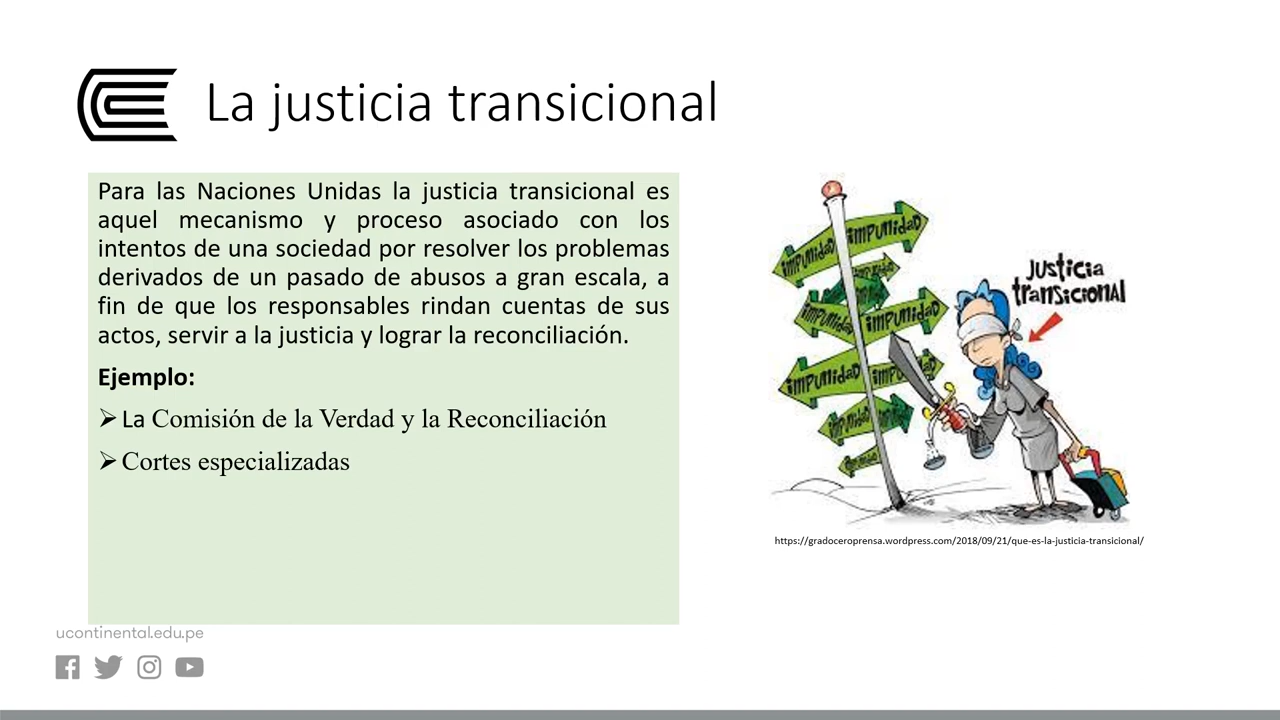 La justicia transicional
Para las Naciones Unidas la justicia transicional es
aquel mecanismo y proceso asociado con los
intentos de una sociedad por resolver los problemas
derivados de un pasado de abusos a gran escala, a
fin de que los responsables rindan cuentas de sus
actos, servir a la justicia y lograr la reconciliación.
Ejemplo:
➢ La Comisión de la Verdad y la Reconciliación
➢ Cortes especializadas
impunidad
impunidad
impunidad
impunidad
impunidad
impunidad
impunidad
impunidad
impunidad
Justicia
transicional
https://gradoceroprensa.wordpress.com/2018/09/21/que-es-la-justicia-transicional/
ucontinental.edu.pe